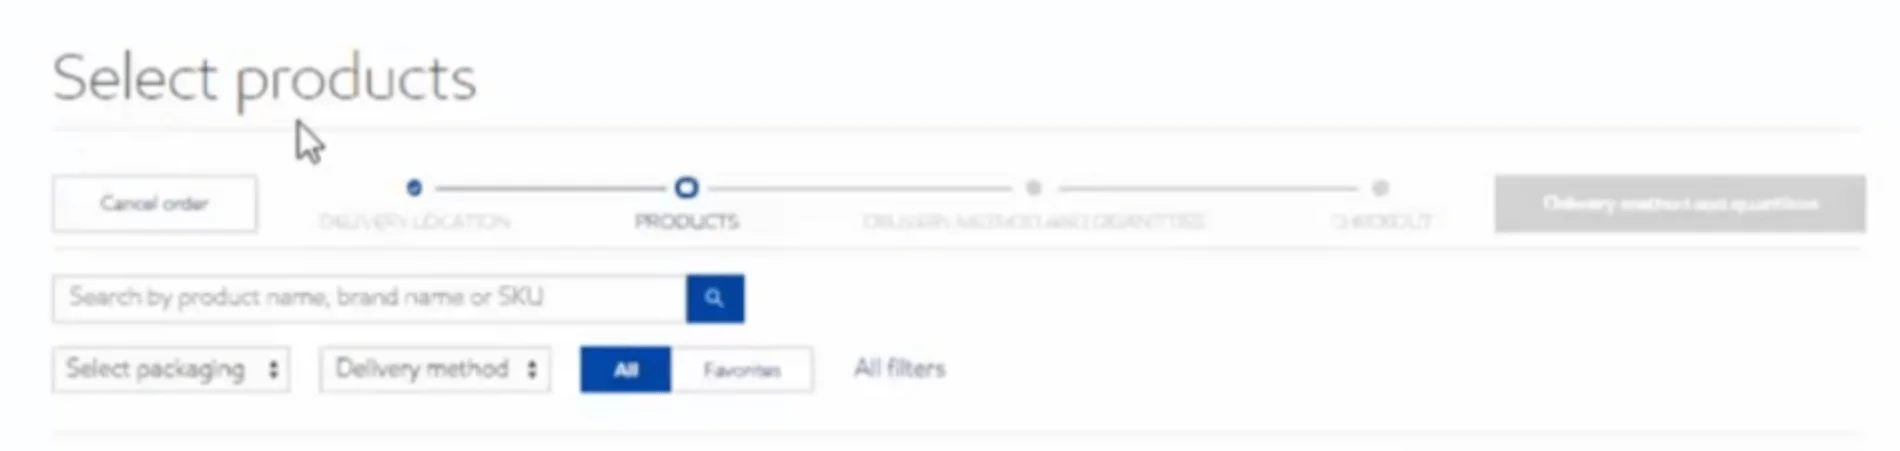 Select products
Cancel order
DELIVERY LOCATION
PRODUCTS
DELIVERY METHOD AND QUANTITIES
CHECKOUT
Delivery method and quantities
Search by product name, brand name or SKU
Select packaging
Delivery method
All
Favorites
All filters